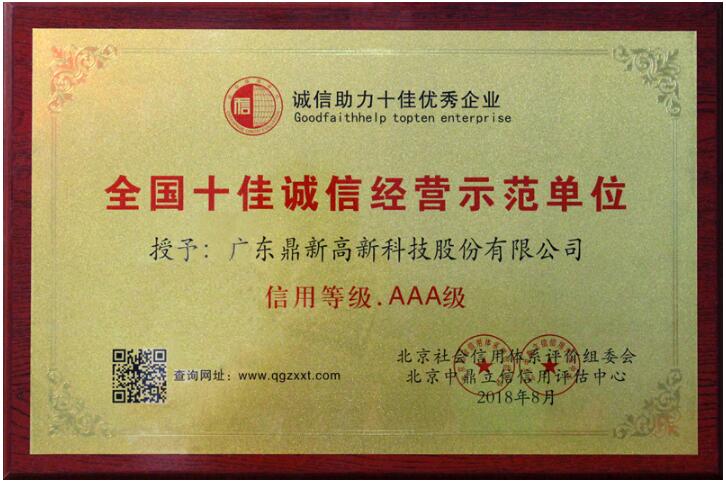 信
诚信助力十佳优秀企业
Goodfaithhelp topten enterprise
全国十佳诚信经营示范单位
授予：广东鼎新高新科技股份有限公司
信用等级.AAA级
查询网址：www.qgzxxt.com
北京社会信用体系评价组委会
北京中鼎立信信用评估中心
2018年8月